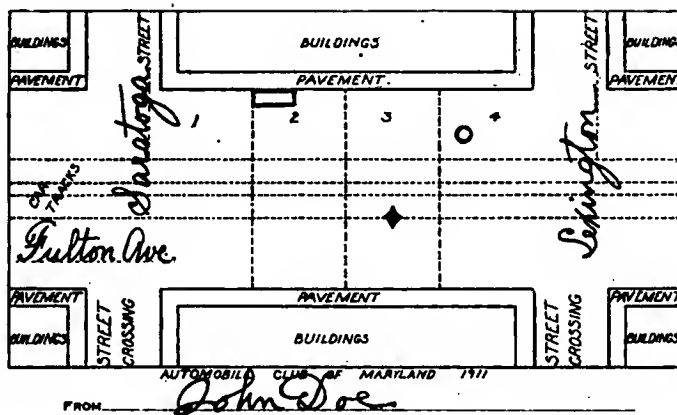 BUILDINGS BUILDINGS BUILDINGS
STREET STREET
PAVEMENT PAVEMENT. PAVEMENT
Saratoga Lexington
1 2 3 4
CAR TRACKS
Fulton Ave.
PAVEMENT PAVEMENT PAVEMENT
BUILDINGS BUILDINGS BUILDINGS
STREET CROSSING STREET CROSSING
AUTOMOBILE CLUB OF MARYLAND 1911
FROM John Doe